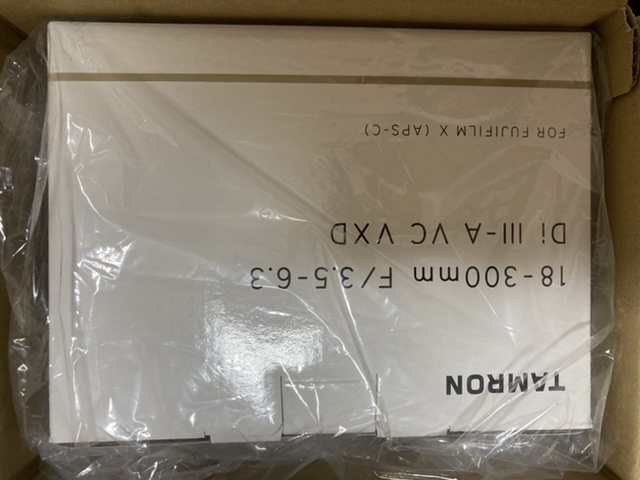 TAMRON
18-300mm F/3.5-6.3
Di III-A VC VXD
FOR FUJIFILM X (APS-C)